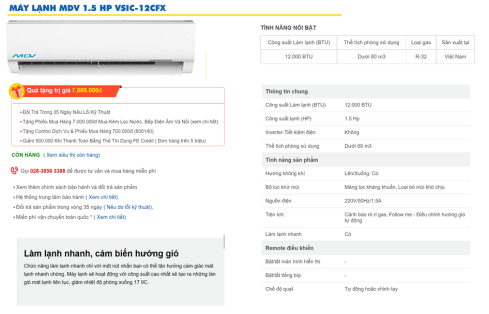 MÁY LẠNH MDV 1.5 HP VSIC-12CFX
MDV
Quà tặng trị giá 7.000.000đ
Đổi Trả Trong 35 Ngày Nếu Lỗi Kỹ Thuật
Tặng Phiếu Mua Hàng 7.000.000đ Mua Kèm Lọc Nước, Bếp Điện Âm Và Nổi (xem chi tiết)
Tặng Combo Dịch Vụ & Phiếu Mua Hàng 700.000đ (800140)
Giảm 500.000 Khi Thanh Toán Bằng Thẻ Tín Dụng FE Credit ( Đơn hàng trên 5 triệu)
CÒN HÀNG ( Xem siêu thị còn hàng)
Gọi 028-3856 3388 để được tư vấn và mua hàng miễn phí
Xem thêm chính sách bảo hành và đổi trả sản phẩm
Hệ thống trung tâm bảo hành ( Xem chi tiết)
Đổi trả sản phẩm trong vòng 35 ngày ( Nếu do lỗi kỹ thuật).
Miễn phí vận chuyển toàn quốc * ( Xem chi tiết)
Làm lạnh nhanh, cảm biến hướng gió
Chức năng làm lạnh nhanh chỉ với một nút nhấn bạn có thể tận hưởng cảm giác mát
lạnh nhanh chóng. Máy lạnh sẽ hoạt động với công suất cao nhất sẽ tạo ra những làn
gió mát lạnh liên tục, giảm nhiệt độ phòng xuống 17 0C.
TÍNH NĂNG NỔI BẬT
Công suất Làm lạnh (BTU) Thể tích phòng sử dụng Loại gas Sản xuất tại
12,000 BTU Dưới 60 m3 R-32 Việt Nam
Thông tin chung
Công suất Làm lạnh (BTU) 12.000 BTU
Công suất lạnh (HP) 1.5 Hp
Inverter-Tiết kiệm điện Không
Thể tích phòng sử dụng Dưới 60 m3
Tính năng sản phẩm
Hướng không khí Lên/Xuống: Có
Bộ lọc khử mùi Màng lọc kháng khuẩn, Loại bỏ mùi khó chịu
Nguồn điện 220V/50Hz/1.5A
Tiện ích: Cảnh báo rò rỉ gas, Follow me - Điều chỉnh hướng gió
tự động
Làm lạnh nhanh Có
Remote điều khiển
Bật/tắt màn hình hiển thị -
Bật/tắt tiếng bíp -
Chế độ quạt Tự động hoặc chỉnh tay